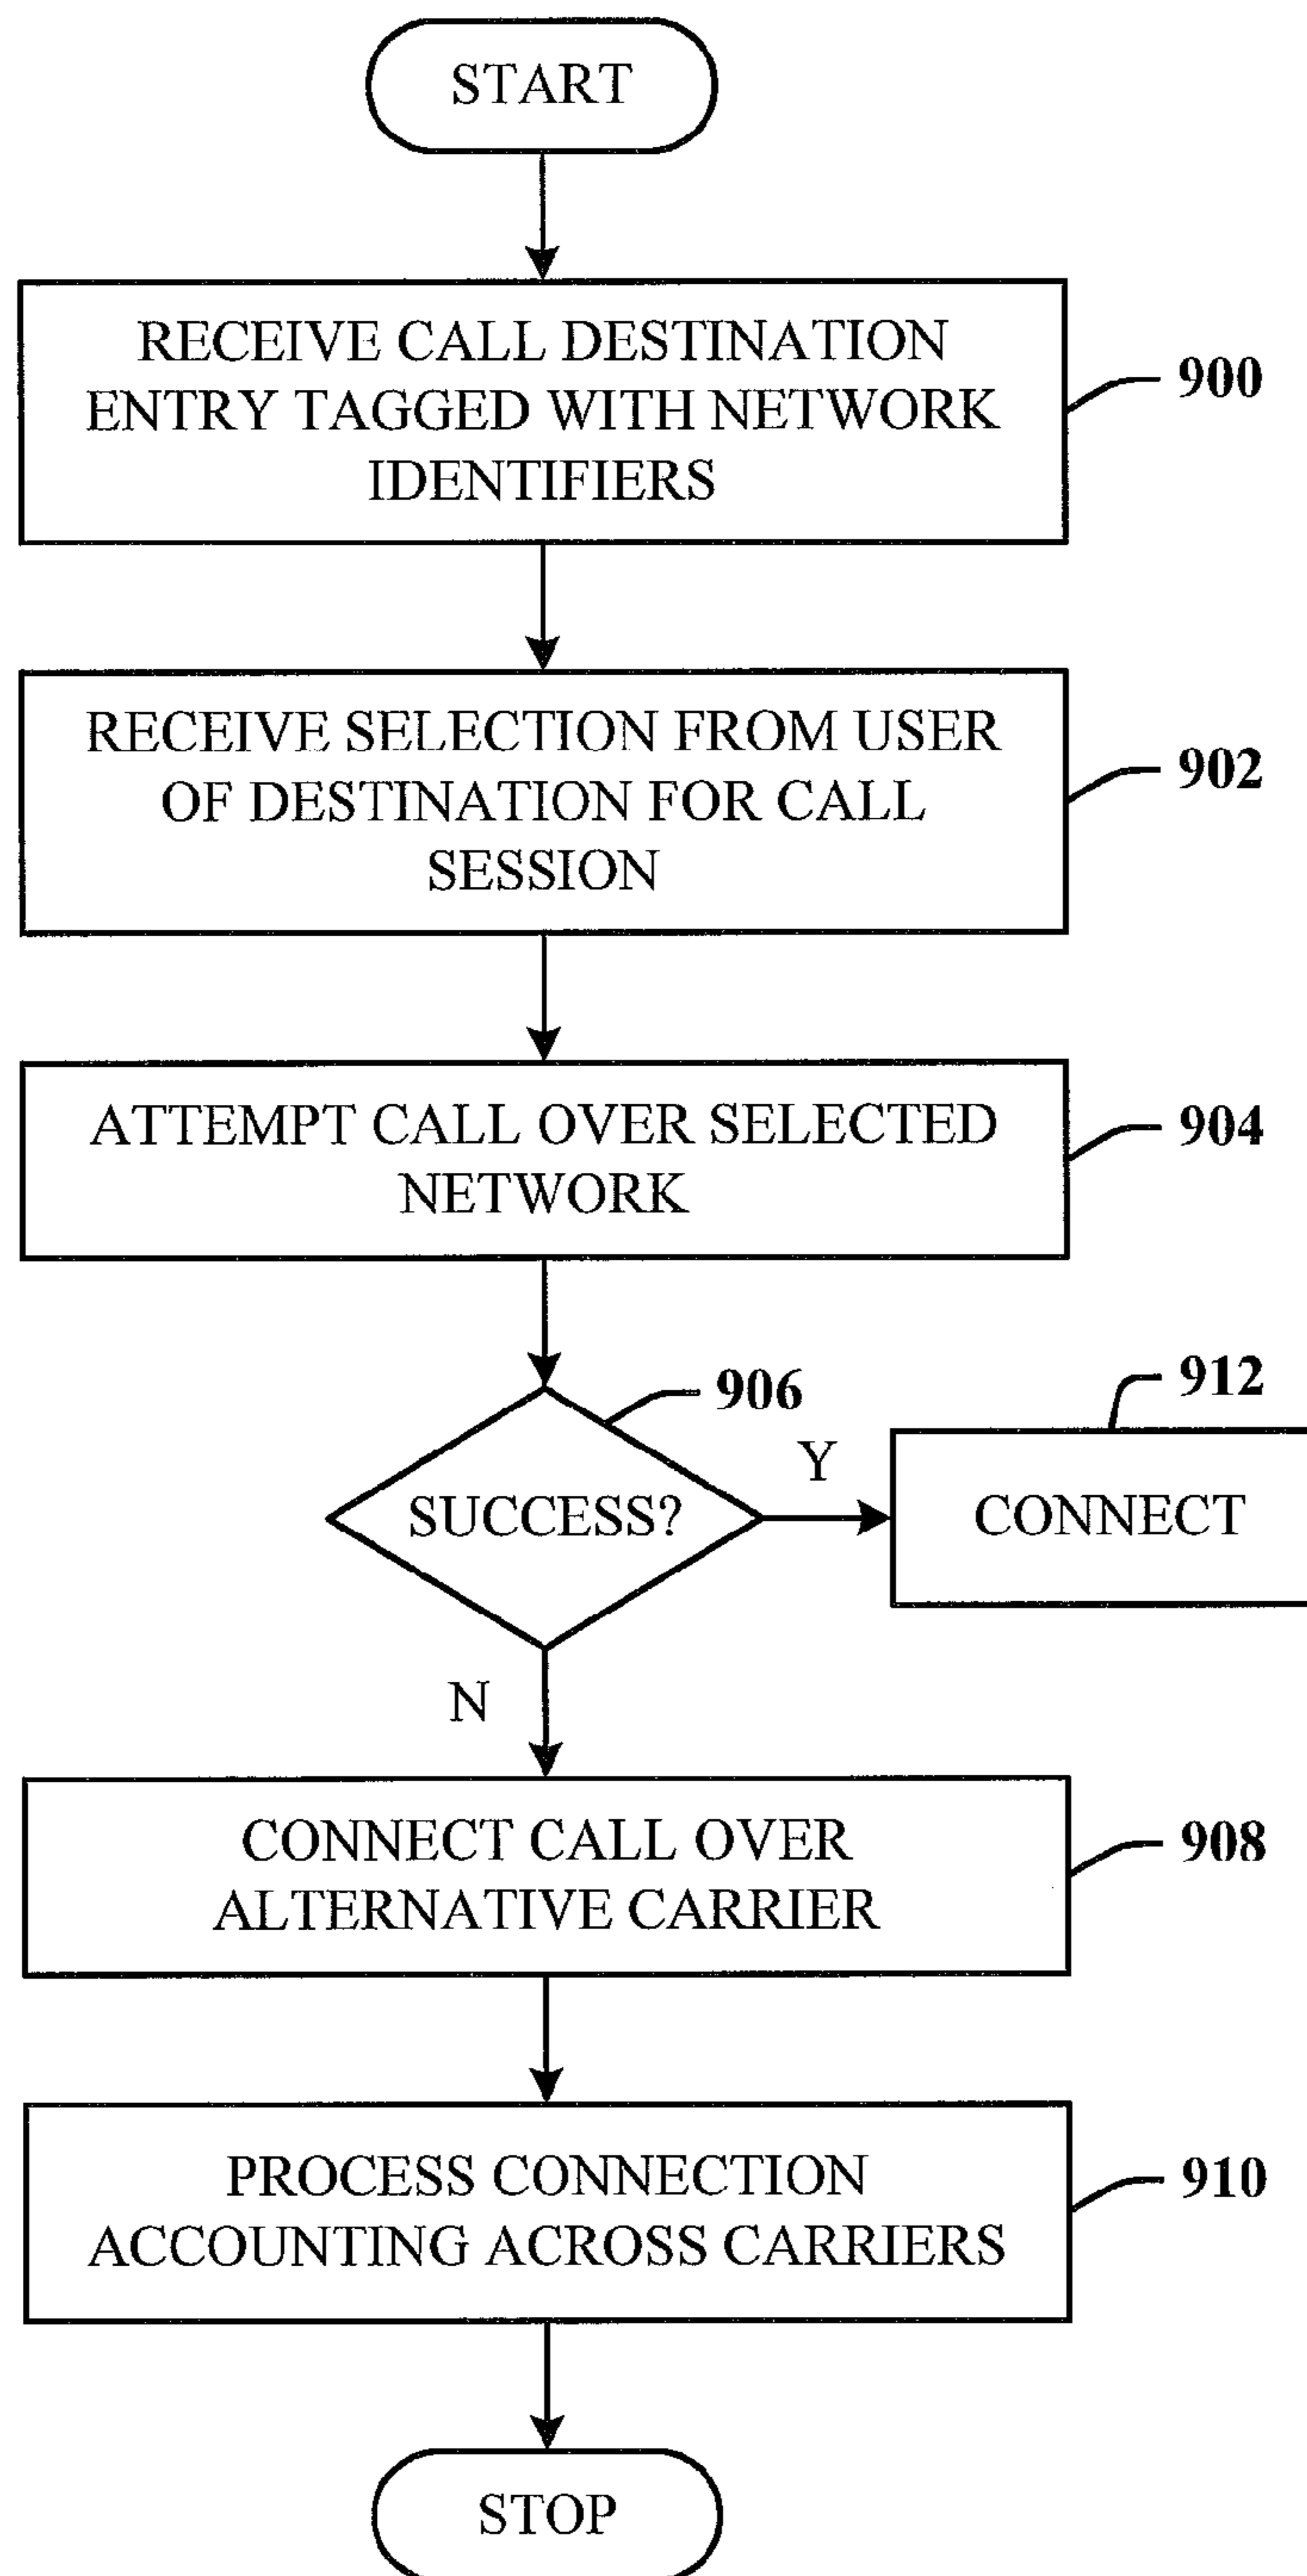 START
RECEIVE CALL DESTINATION
ENTRY TAGGED WITH NETWORK
IDENTIFIERS
900
RECEIVE SELECTION FROM USER
OF DESTINATION FOR CALL
SESSION
902
ATTEMPT CALL OVER SELECTED
NETWORK
904
906
SUCCESS?
Y
912
CONNECT
N
CONNECT CALL OVER
ALTERNATIVE CARRIER
908
PROCESS CONNECTION
ACCOUNTING ACROSS CARRIERS
910
STOP